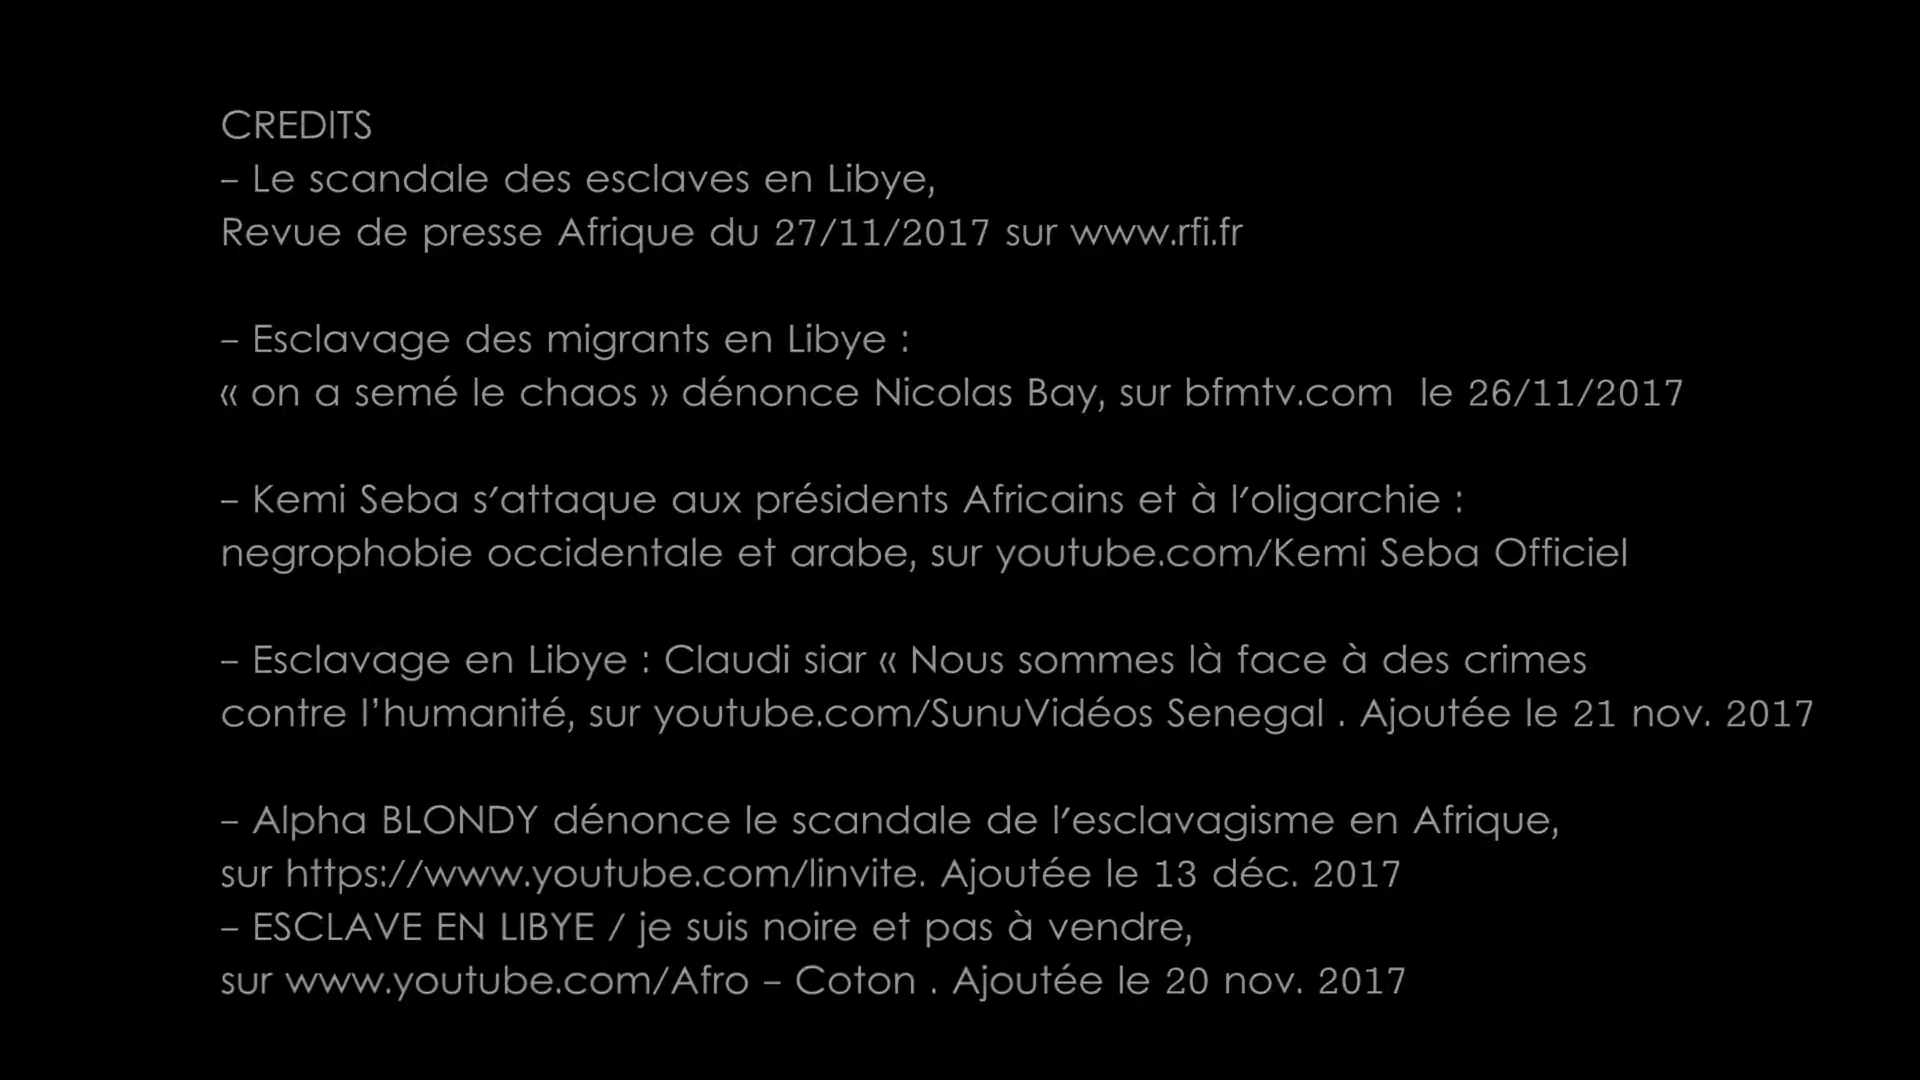 CREDITS
– Le scandale des esclaves en Libye,
Revue de presse Afrique du 27/11/2017 sur www.rfi.fr
– Esclavage des migrants en Libye :
« on a semé le chaos » dénonce Nicolas Bay, sur bfmtv.com le 26/11/2017
– Kemi Seba s’attaque aux présidents Africains et à l’oligarchie :
negrophobie occidentale et arabe, sur youtube.com/Kemi Seba Officiel
– Esclavage en Libye : Claudi siar « Nous sommes là face à des crimes
contre l’humanité, sur youtube.com/SunuVidéos Senegal . Ajoutée le 21 nov. 2017
– Alpha BLONDY dénonce le scandale de l’esclavagisme en Afrique,
sur https://www.youtube.com/linvite. Ajoutée le 13 déc. 2017
– ESCLAVE EN LIBYE / je suis noire et pas à vendre,
sur www.youtube.com/Afro – Coton . Ajoutée le 20 nov. 2017